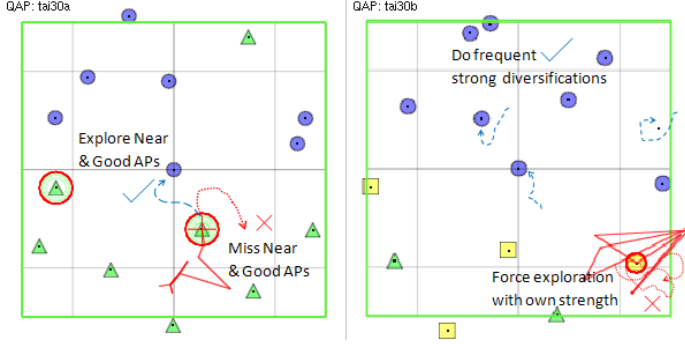 QAP: tai30a
Explore Near
& Good APs
Miss Near
& Good APs
QAP: tai30b
Do frequent
strong diversifications
Force exploration
with own strength